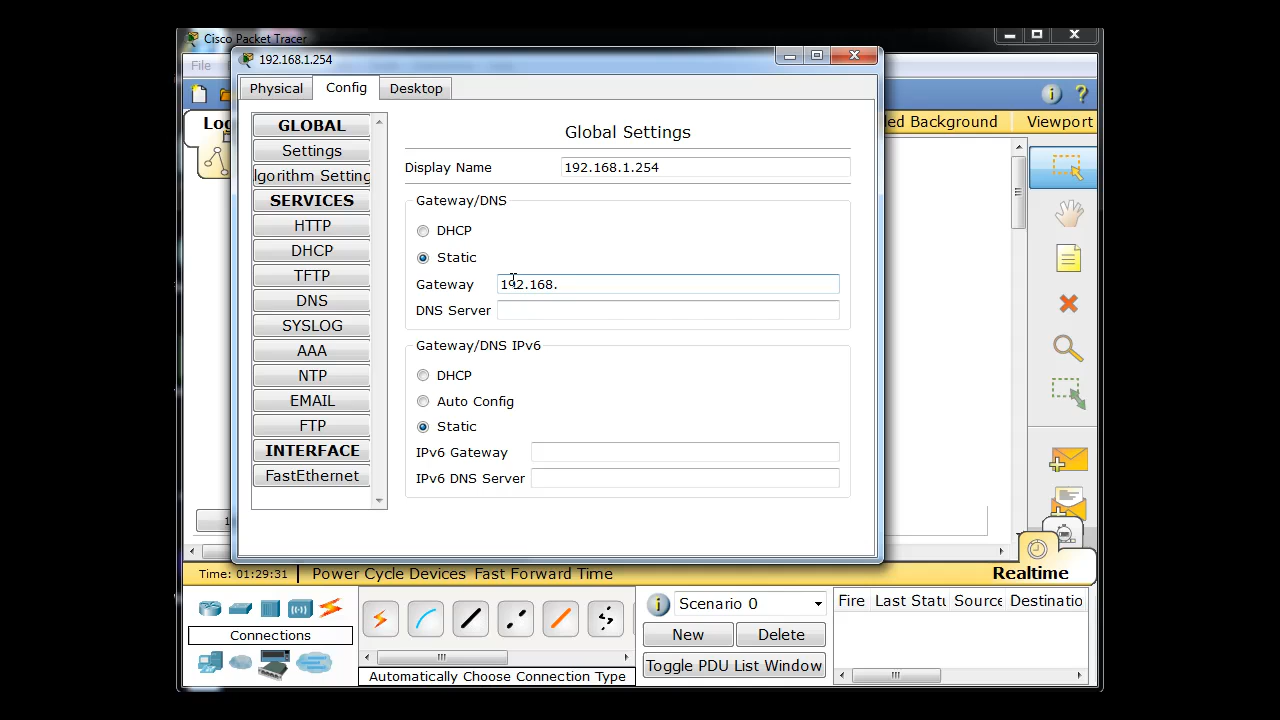 Cisco Packet Tracer
192.168.1.254
File
Physical
Config
Desktop
GLOBAL
Settings
lgorithm Setting
SERVICES
HTTP
DHCP
TFTP
DNS
SYSLOG
AAA
NTP
EMAIL
FTP
INTERFACE
FastEthernet
Global Settings
Display Name 192.168.1.254
Gateway/DNS
DHCP
Static
Gateway 192.168.
DNS Server
Gateway/DNS IPv6
DHCP
Auto Config
Static
IPv6 Gateway
IPv6 DNS Server
Log
ed Background
Viewport
1
Time: 01:29:31
Power Cycle Devices Fast Forward Time
Realtime
Connections
Automatically Choose Connection Type
Scenario 0
New
Delete
Toggle PDU List Window
Fire Last Statu Source Destinatio